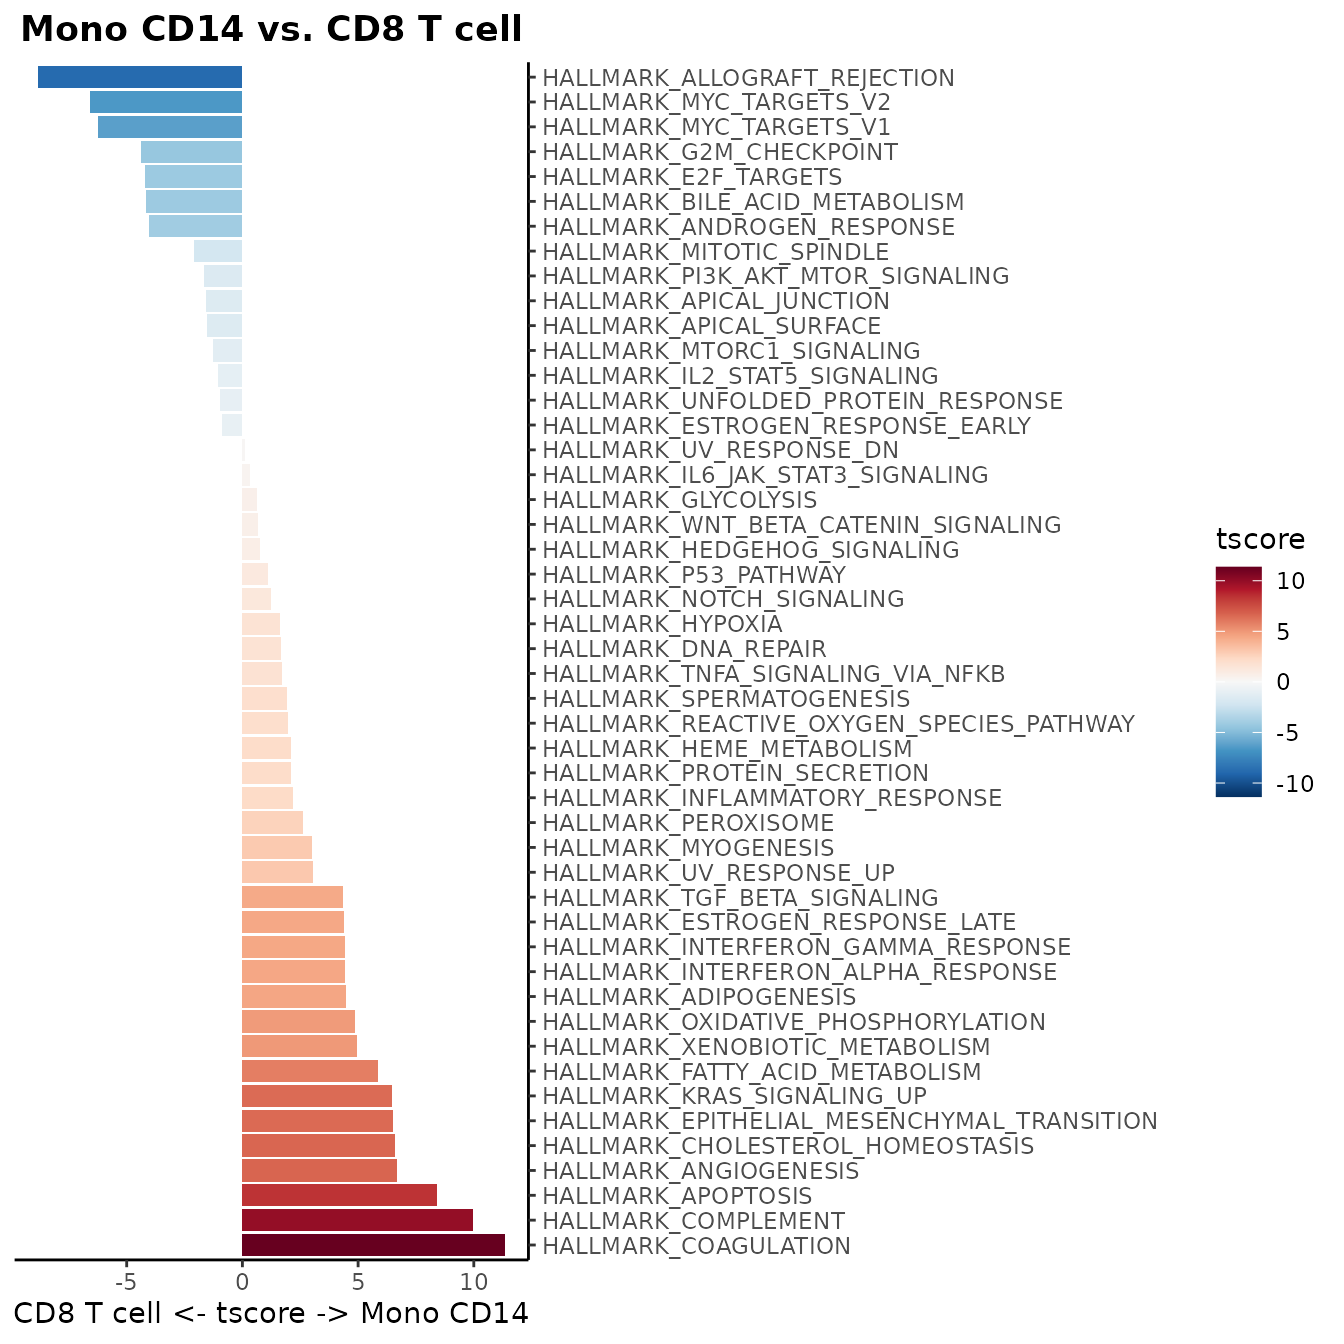 Mono CD14 vs. CD8 T cell
HALLMARK_ALLOGRAFT_REJECTION
HALLMARK_MYC_TARGETS_V2
HALLMARK_MYC_TARGETS_V1
HALLMARK_G2M_CHECKPOINT
HALLMARK_E2F_TARGETS
HALLMARK_BILE_ACID_METABOLISM
HALLMARK_ANDROGEN_RESPONSE
HALLMARK_MITOTIC_SPINDLE
HALLMARK_PI3K_AKT_MTOR_SIGNALING
HALLMARK_APICAL_JUNCTION
HALLMARK_APICAL_SURFACE
HALLMARK_MTORC1_SIGNALING
HALLMARK_IL2_STAT5_SIGNALING
HALLMARK_UNFOLDED_PROTEIN_RESPONSE
HALLMARK_ESTROGEN_RESPONSE_EARLY
HALLMARK_UV_RESPONSE_DN
HALLMARK_IL6_JAK_STAT3_SIGNALING
HALLMARK_GLYCOLYSIS
HALLMARK_WNT_BETA_CATENIN_SIGNALING
HALLMARK_HEDGEHOG_SIGNALING
HALLMARK_P53_PATHWAY
HALLMARK_NOTCH_SIGNALING
HALLMARK_HYPOXIA
HALLMARK_DNA_REPAIR
HALLMARK_TNFA_SIGNALING_VIA_NFKB
HALLMARK_SPERMATOGENESIS
HALLMARK_REACTIVE_OXYGEN_SPECIES_PATHWAY
HALLMARK_HEME_METABOLISM
HALLMARK_PROTEIN_SECRETION
HALLMARK_INFLAMMATORY_RESPONSE
HALLMARK_PEROXISOME
HALLMARK_MYOGENESIS
HALLMARK_UV_RESPONSE_UP
HALLMARK_TGF_BETA_SIGNALING
HALLMARK_ESTROGEN_RESPONSE_LATE
HALLMARK_INTERFERON_GAMMA_RESPONSE
HALLMARK_INTERFERON_ALPHA_RESPONSE
HALLMARK_ADIPOGENESIS
HALLMARK_OXIDATIVE_PHOSPHORYLATION
HALLMARK_XENOBIOTIC_METABOLISM
HALLMARK_FATTY_ACID_METABOLISM
HALLMARK_KRAS_SIGNALING_UP
HALLMARK_EPITHELIAL_MESENCHYMAL_TRANSITION
HALLMARK_CHOLESTEROL_HOMEOSTASIS
HALLMARK_ANGIOGENESIS
HALLMARK_APOPTOSIS
HALLMARK_COMPLEMENT
HALLMARK_COAGULATION
-5 0 5 10
CD8 T cell <- tscore -> Mono CD14
tscore
10
5
0
-5
-10